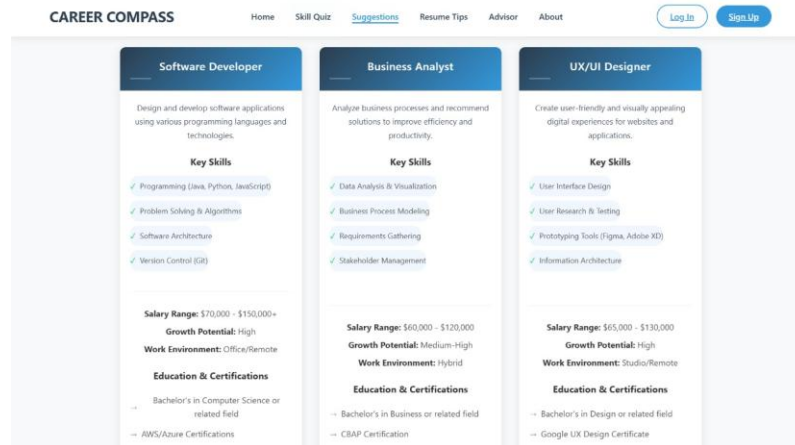 CAREER COMPASS
Home
Skill Quiz
Suggestions
Resume Tips
Advisor
About
Log In
Sign Up
Software Developer
Design and develop software applications
using various programming languages and
technologies.
Key Skills
✓ Programming (Java, Python, JavaScript)
✓ Problem Solving & Algorithms
✓ Software Architecture
✓ Version Control (Git)
Salary Range: $70,000 - $150,000+
Growth Potential: High
Work Environment: Office/Remote
Education & Certifications
→ Bachelor's in Computer Science or
related field
→ AWS/Azure Certifications
Business Analyst
Analyze business processes and recommend
solutions to improve efficiency and
productivity.
Key Skills
✓ Data Analysis & Visualization
✓ Business Process Modeling
✓ Requirements Gathering
✓ Stakeholder Management
Salary Range: $60,000 - $120,000
Growth Potential: Medium-High
Work Environment: Hybrid
Education & Certifications
→ Bachelor's in Business or related field
→ CBAP Certification
UX/UI Designer
Create user-friendly and visually appealing
digital experiences for websites and
applications.
Key Skills
✓ User Interface Design
✓ User Research & Testing
✓ Prototyping Tools (Figma, Adobe XD)
✓ Information Architecture
Salary Range: $65,000 - $130,000
Growth Potential: High
Work Environment: Studio/Remote
Education & Certifications
→ Bachelor's in Design or related field
→ Google UX Design Certificate